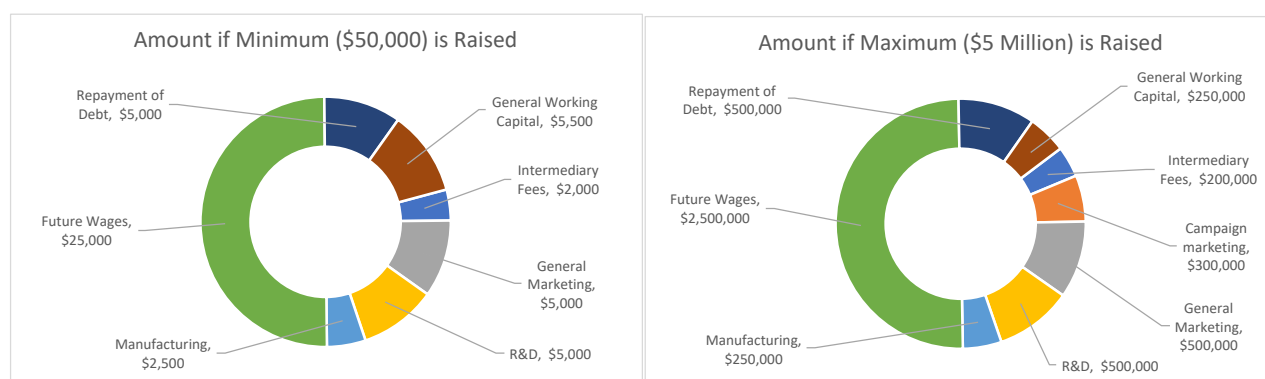 Amount if Minimum ($50,000) is Raised
Repayment of
Debt, $5,000
General Working
Capital, $5,500
Intermediary
Fees, $2,000
Future Wages,
$25,000
General
Marketing,
$5,000
Manufacturing,
$2,500
R&D, $5,000
Amount if Maximum ($5 Million) is Raised
Repayment of
Debt, $500,000
General Working
Capital, $250,000
Intermediary
Fees, $200,000
Future Wages,
$2,500,000
Campaign
marketing,
$300,000
General
Marketing,
$500,000
Manufacturing,
$250,000
R&D, $500,000